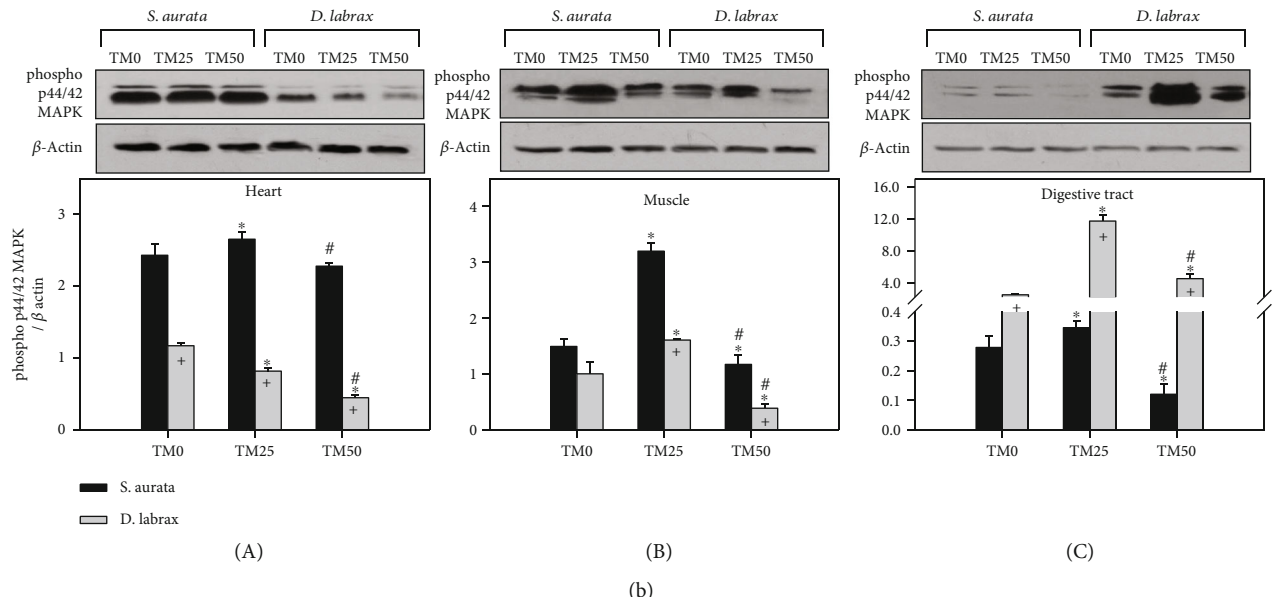 S. aurata D. labrax
TM0 TM25 TM50 TM0 TM25 TM50
phospho
p44/42
MAPK
β-Actin
Heart
phospho p44/42 MAPK
/ β actin
3
2
1
0
* #
+ * + # * +
TM0 TM25 TM50
S. aurata
D. labrax
(A)
S. aurata D. labrax
TM0 TM25 TM50 TM0 TM25 TM50
phospho
p44/42
MAPK
β-Actin
Muscle
4
3
2
1
0
* * + # * # * +
TM0 TM25 TM50
(B)
S. aurata D. labrax
TM0 TM25 TM50 TM0 TM25 TM50
phospho
p44/42
MAPK
β-Actin
Digestive tract
16.0
12.0
8.0
4.0
0.4
0.3
0.2
0.1
0.0
+ * * + # * # * +
TM0 TM25 TM50
(C)
(b)